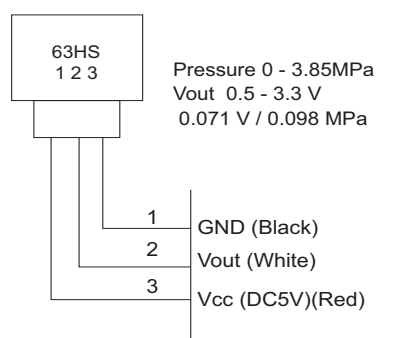 63HS
1 2 3
Pressure 0 - 3.85MPa
Vout 0.5 - 3.3 V
0.071 V / 0.098 MPa
1
GND (Black)
2
Vout (White)
3
Vcc (DC5V)(Red)